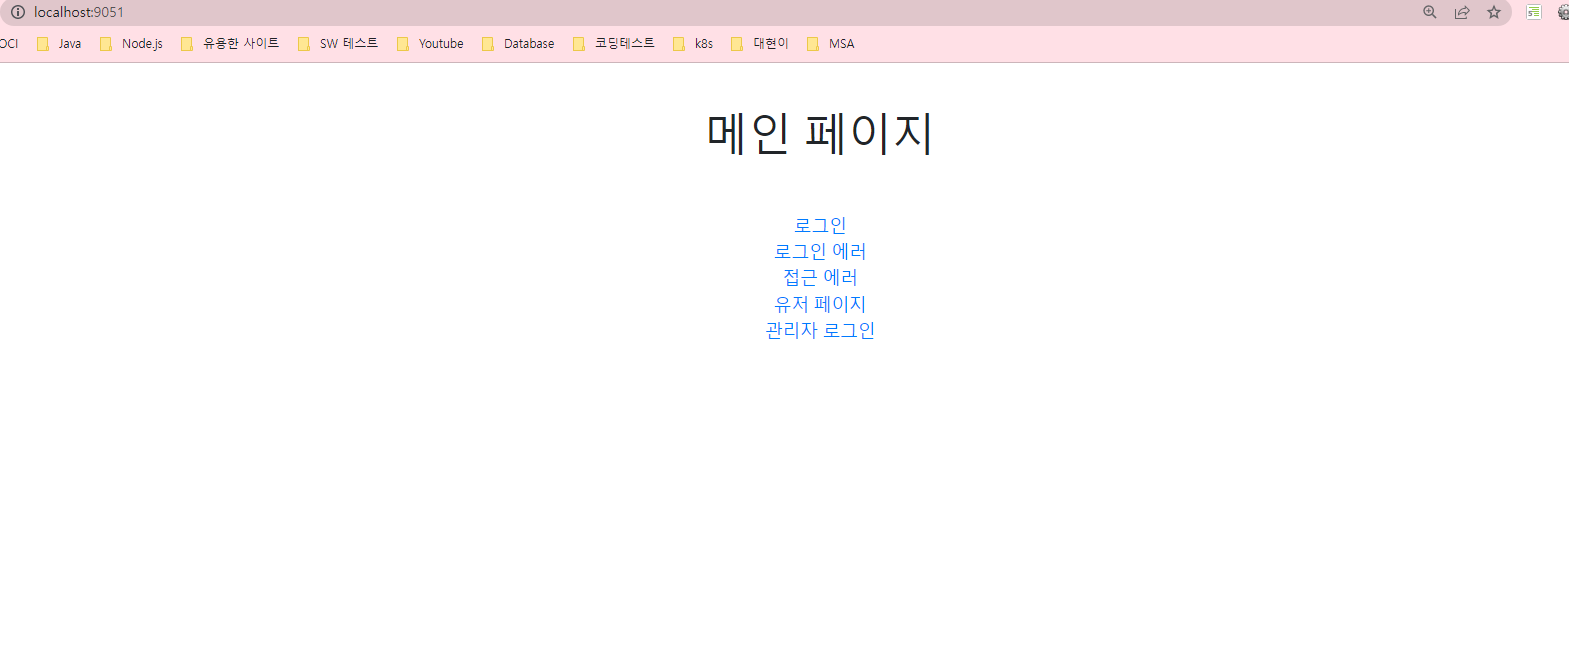 localhost:9051
OCI Java Node.js 유용한 사이트 SW 테스트 Youtube Database 코딩테스트 k8s 대현이 MSA
메인 페이지
로그인
로그인 에러
접근 에러
유저 페이지
관리자 로그인